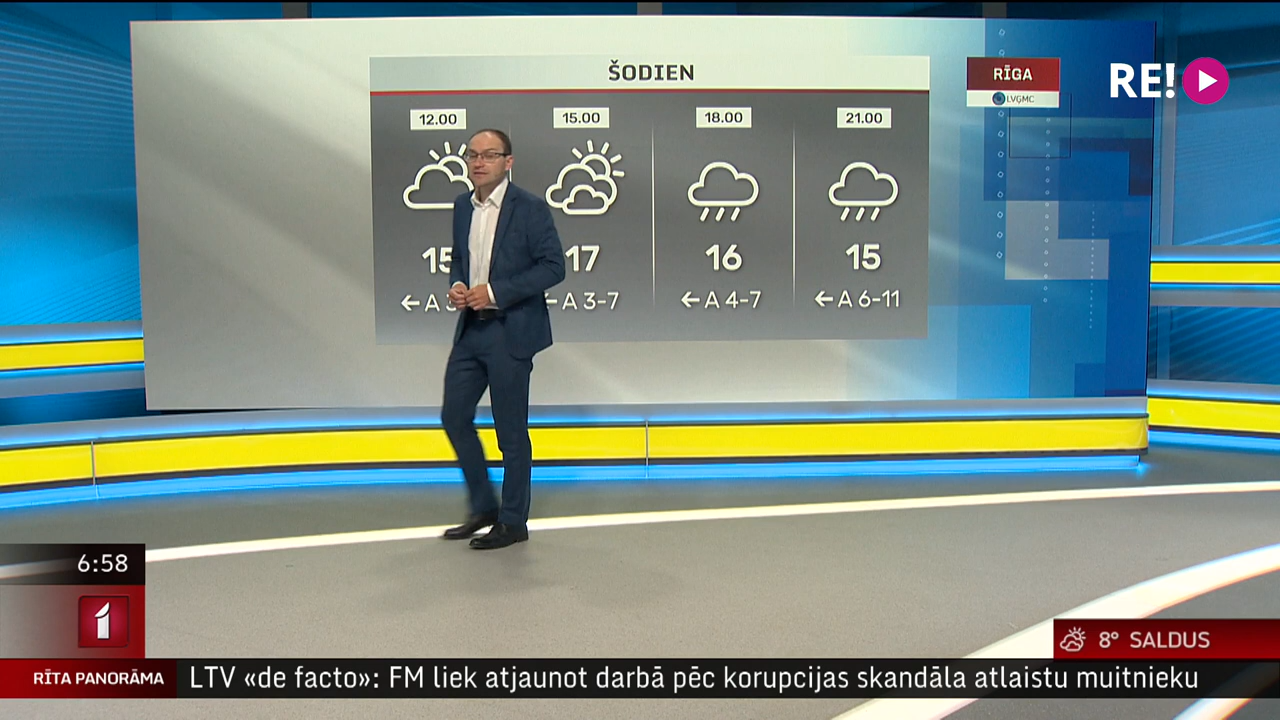 ŠODIEN
RĪGA
LVĢMC
RE!
12.00 15.00 18.00 21.00
15 17 16 15
A 3 A 3-7 A 4-7 A 6-11
6:58
1
8° SALDUS
RĪTA PANORĀMA
LTV «de facto»: FM liek atjaunot darbā pēc korupcijas skandāla atlaistu muitnieku